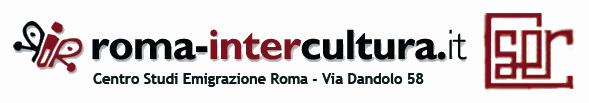 roma-intercultura.it
Centro Studi Emigrazione Roma - Via Dandolo 58